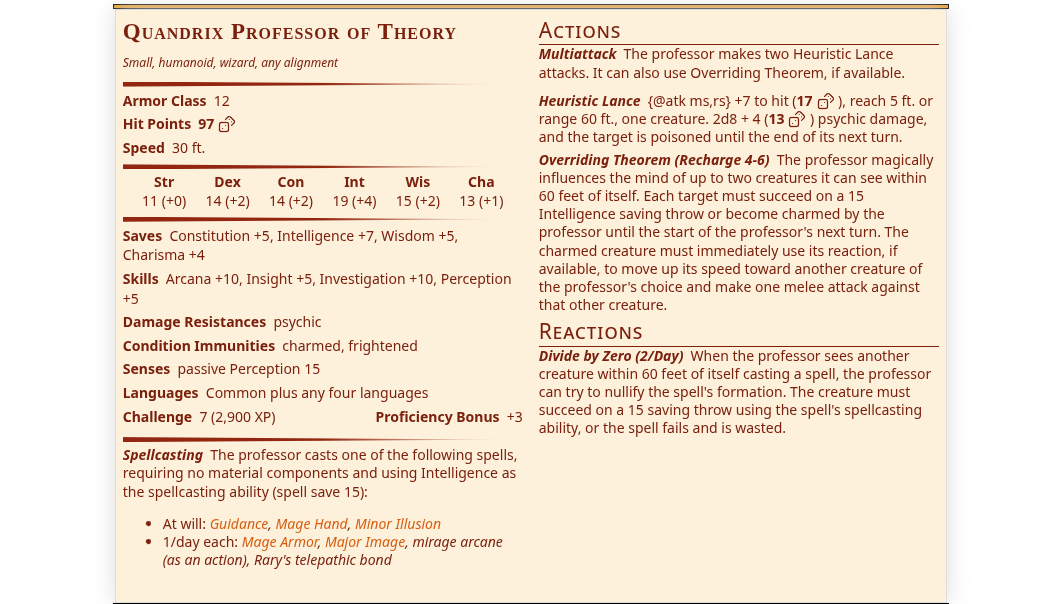 Quandrix Professor of Theory
Small, humanoid, wizard, any alignment
Armor Class 12
Hit Points 97
Speed 30 ft.
Str Dex Con Int Wis Cha
11 (+0) 14 (+2) 14 (+2) 19 (+4) 15 (+2) 13 (+1)
Saves Constitution +5, Intelligence +7, Wisdom +5,
Charisma +4
Skills Arcana +10, Insight +5, Investigation +10, Perception
+5
Damage Resistances psychic
Condition Immunities charmed, frightened
Senses passive Perception 15
Languages Common plus any four languages
Challenge 7 (2,900 XP) Proficiency Bonus +3
Spellcasting The professor casts one of the following spells,
requiring no material components and using Intelligence as
the spellcasting ability (spell save 15):
• At will: Guidance, Mage Hand, Minor Illusion
• 1/day each: Mage Armor, Major Image, mirage arcane
(as an action), Rary's telepathic bond
Actions
Multiattack The professor makes two Heuristic Lance
attacks. It can also use Overriding Theorem, if available.
Heuristic Lance {@atk ms,rs} +7 to hit (17 ), reach 5 ft. or
range 60 ft., one creature. 2d8 + 4 (13 ) psychic damage,
and the target is poisoned until the end of its next turn.
Overriding Theorem (Recharge 4-6) The professor magically
influences the mind of up to two creatures it can see within
60 feet of itself. Each target must succeed on a 15
Intelligence saving throw or become charmed by the
professor until the start of the professor's next turn. The
charmed creature must immediately use its reaction, if
available, to move up its speed toward another creature of
the professor's choice and make one melee attack against
that other creature.
Reactions
Divide by Zero (2/Day) When the professor sees another
creature within 60 feet of itself casting a spell, the professor
can try to nullify the spell's formation. The creature must
succeed on a 15 saving throw using the spell's spellcasting
ability, or the spell fails and is wasted.